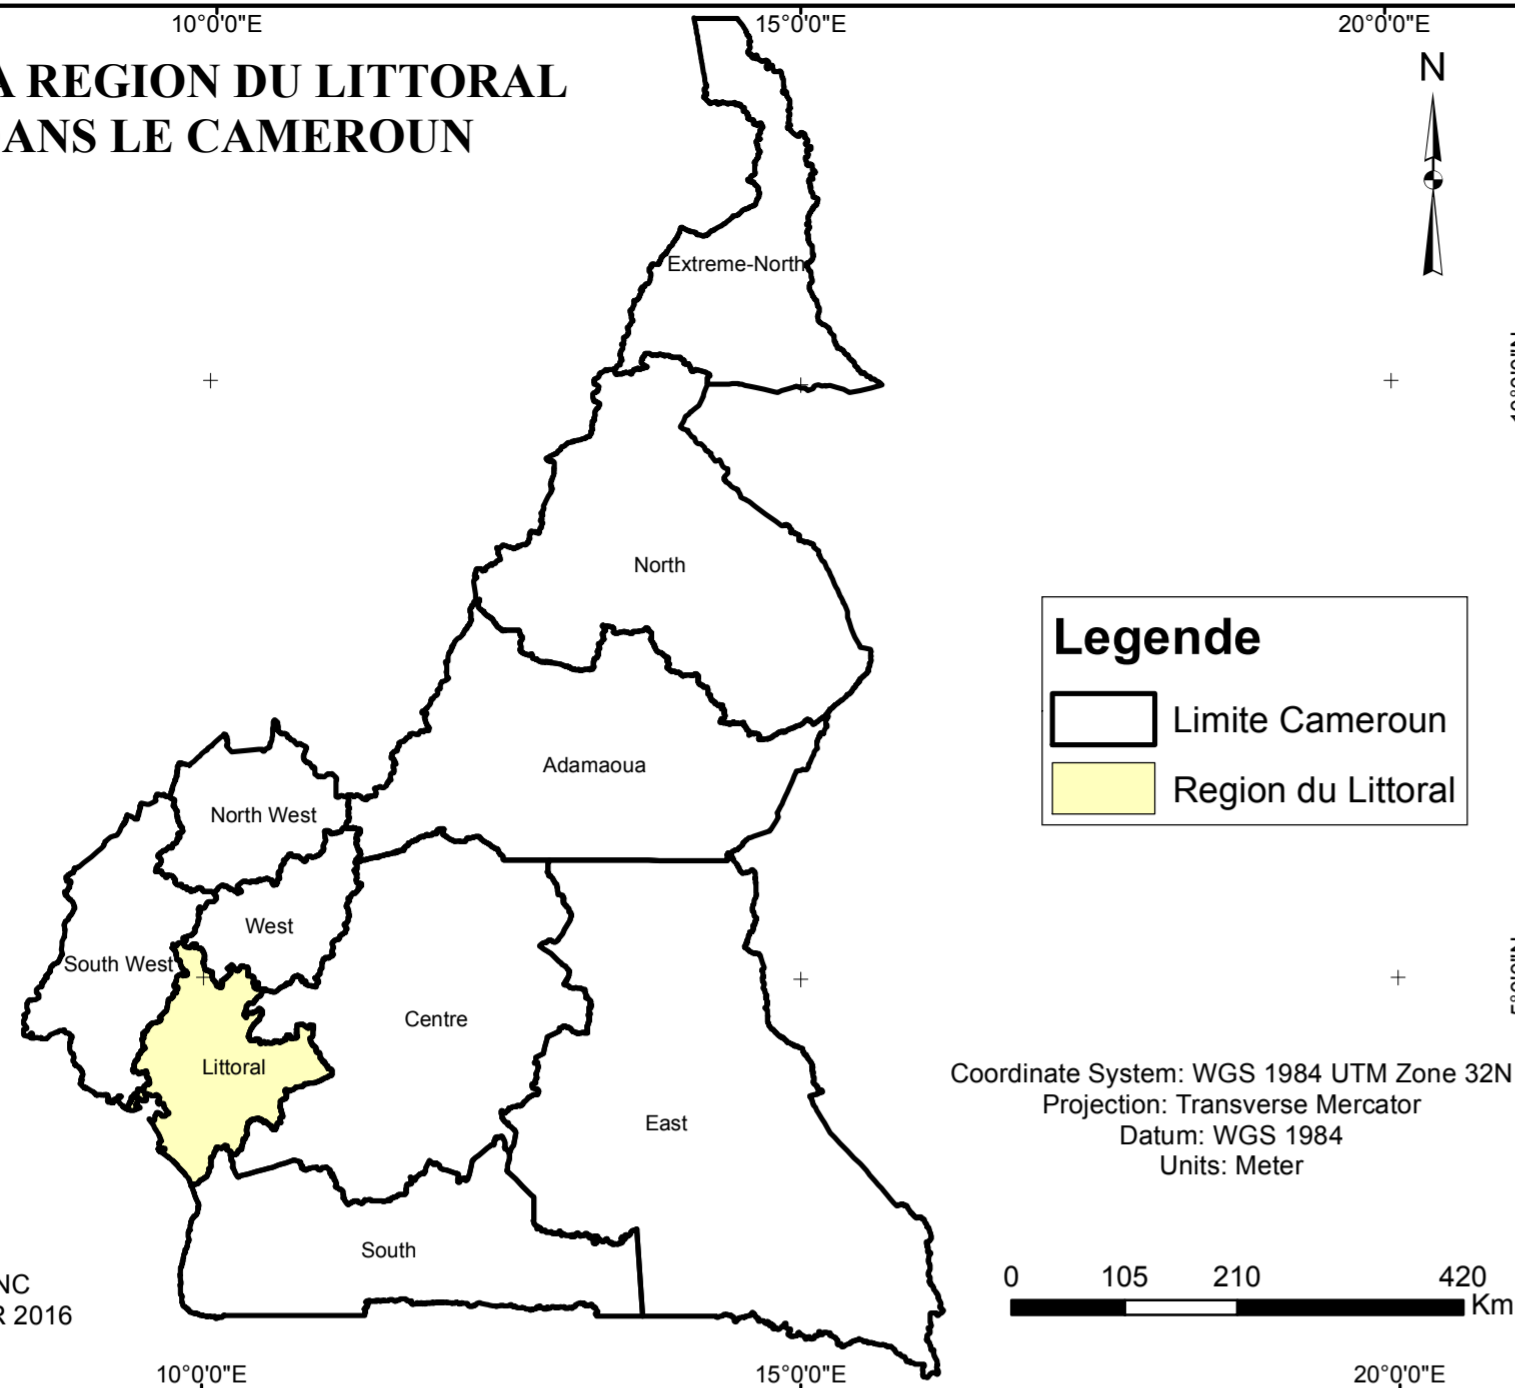 10°0'0"E 15°0'0"E 20°0'0"E
A REGION DU LITTORAL
ANS LE CAMEROUN
N
Extreme-North
North
Legende
Limite Cameroun
Region du Littoral
Adamaoua
North West
West
South West
Centre
Littoral
East
Coordinate System: WGS 1984 UTM Zone 32N
Projection: Transverse Mercator
Datum: WGS 1984
Units: Meter
South
0 105 210 420
Km
NC
R 2016
10°0'0"E 15°0'0"E 20°0'0"E